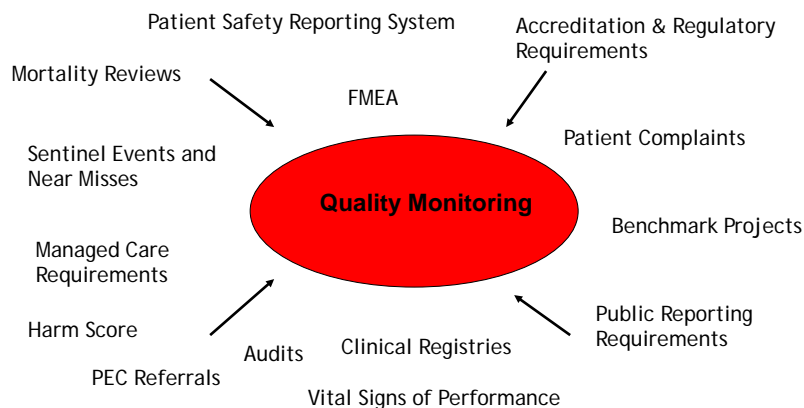 Patient Safety Reporting System
Accreditation & Regulatory
Requirements
Mortality Reviews
FMEA
Patient Complaints
Sentinel Events and
Near Misses
Quality Monitoring
Benchmark Projects
Managed Care
Requirements
Public Reporting
Requirements
Harm Score
Audits
Clinical Registries
PEC Referrals
Vital Signs of Performance